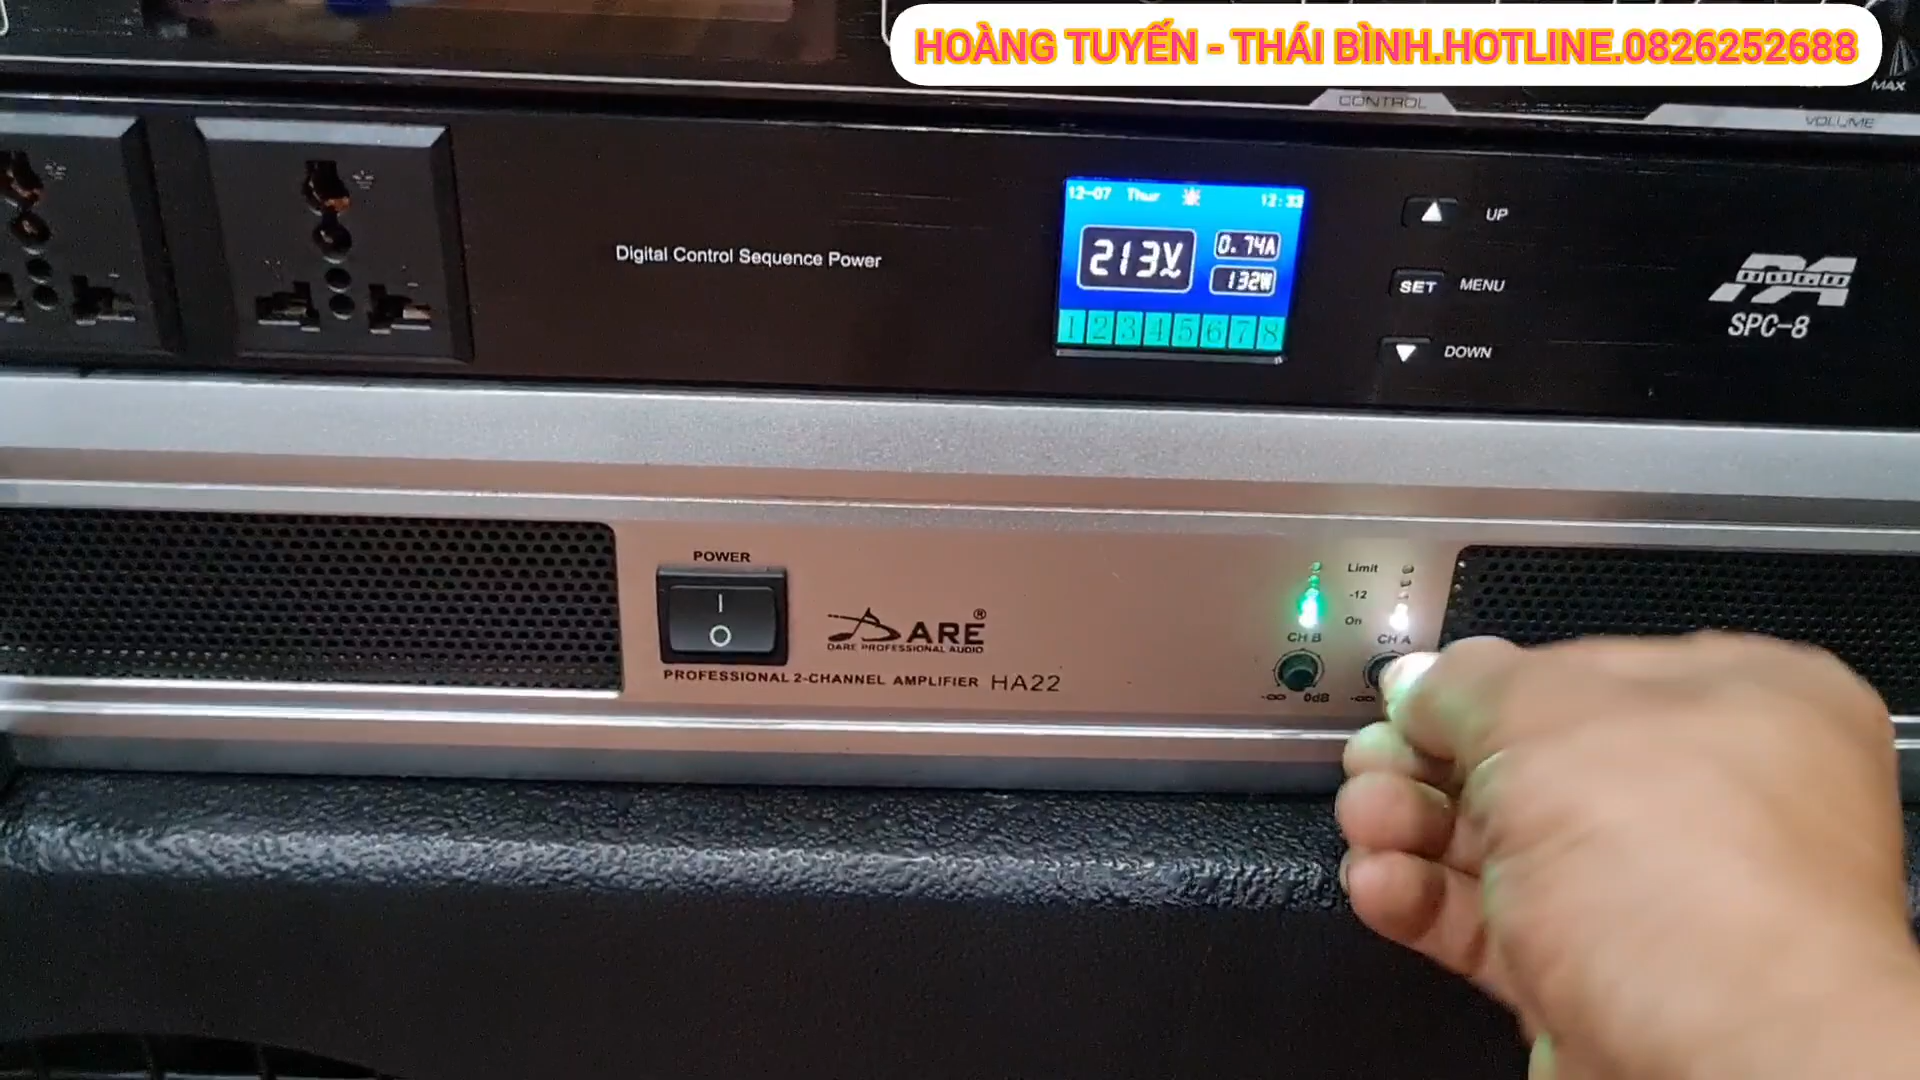 HOÀNG TUYẾN - THÁI BÌNH.HOTLINE.0826252688
MAX
CONTROL
VOLUME
12-07 Thur 12:33
213V
0.74A
132W
1 2 3 4 5 6 7 8
Digital Control Sequence Power
UP
SET MENU
DOWN
SPC-8
POWER
DARE®
DARE PROFESSIONAL AUDIO
PROFESSIONAL 2-CHANNEL AMPLIFIER HA22
Limit
-12
On
CH B CH A
-∞ 0dB -∞